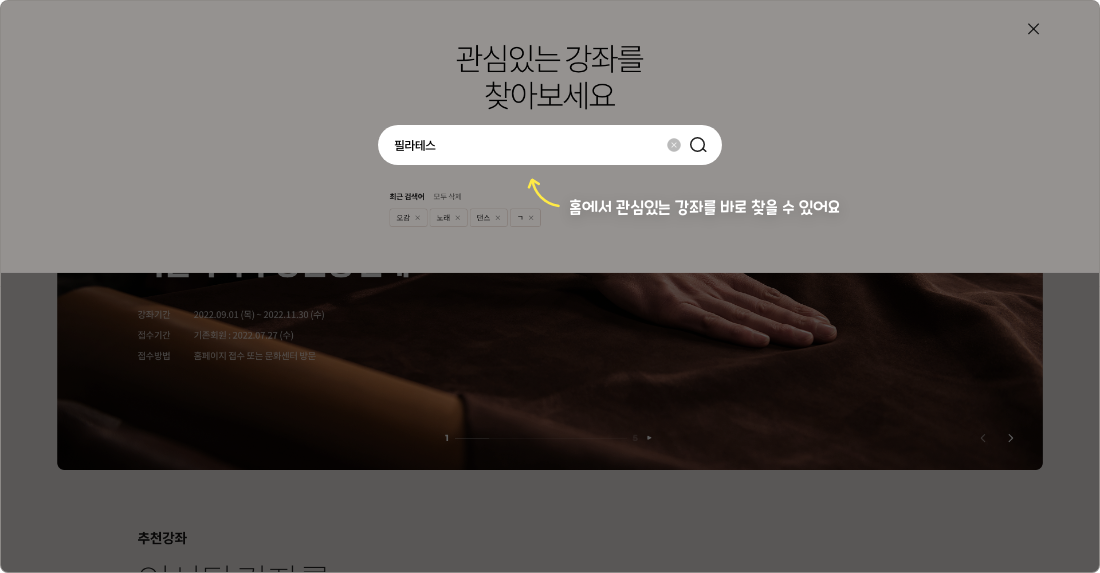 관심있는 강좌를
찾아보세요
필라테스
최근 검색어 모두 삭제
오감 노래 댄스 ㄱ
홈에서 관심있는 강좌를 바로 찾을 수 있어요
강좌기간 2022.09.01 (목) ~ 2022.11.30 (수)
접수기간 기존회원 : 2022.07.27 (수)
접수방법 홈페이지 접수 또는 문화센터 방문
1 8
추천강좌